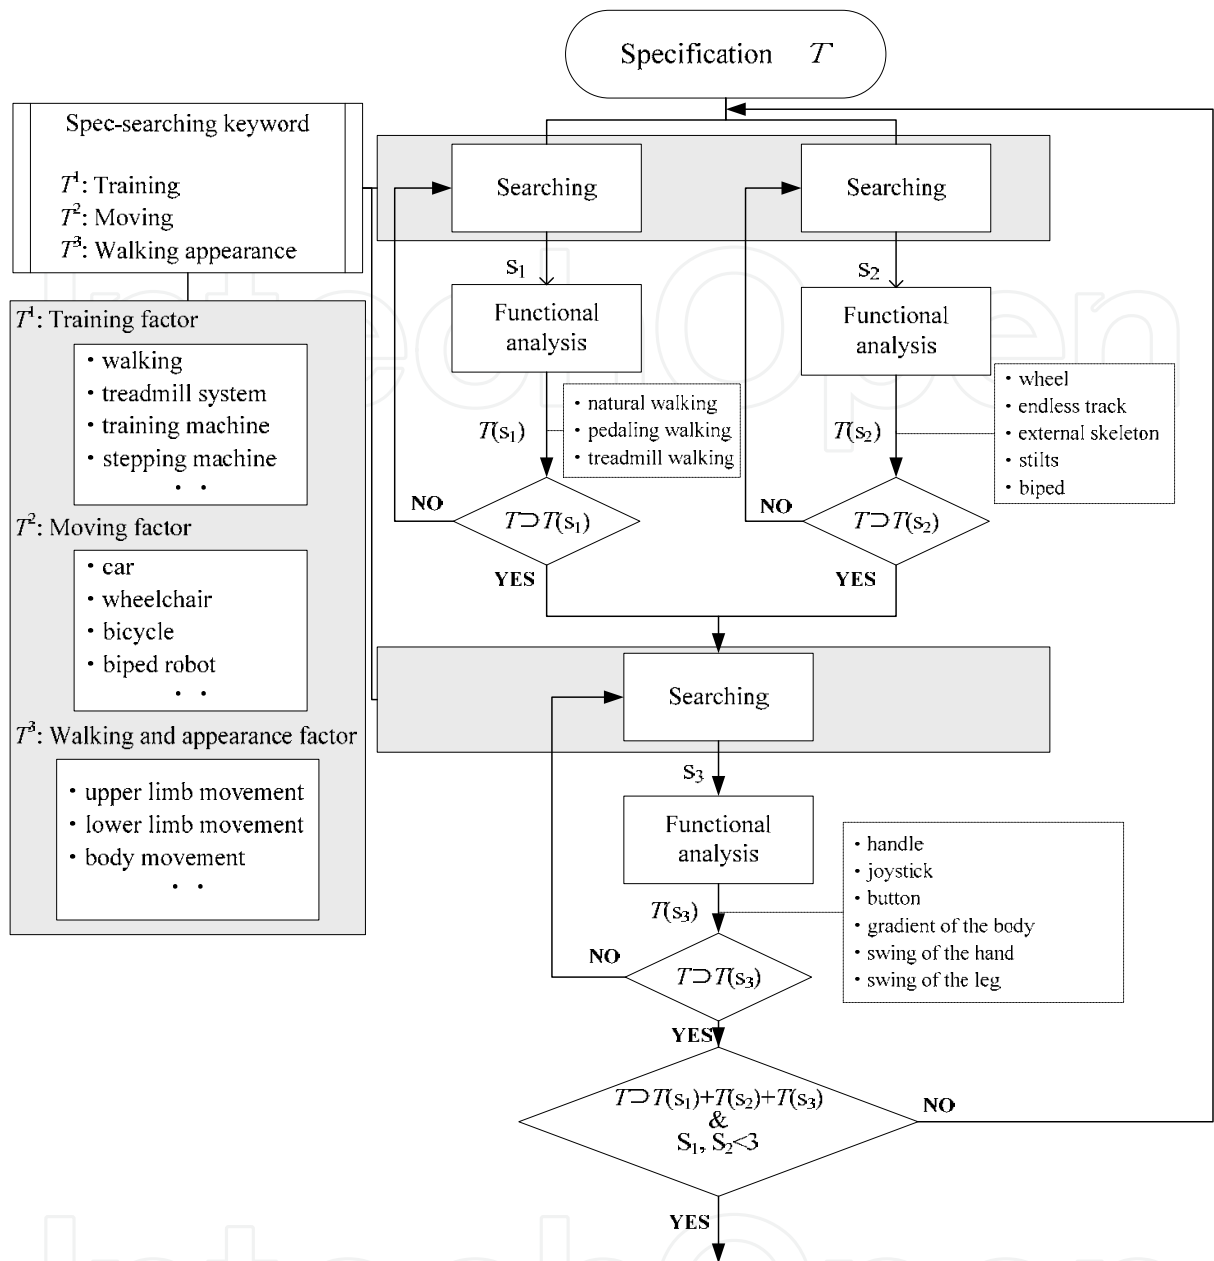 Specification T
Spec-searching keyword
T¹: Training
T²: Moving
T³: Walking appearance
Searching
Searching
s₁
s₂
Functional
analysis
Functional
analysis
T¹: Training factor
・walking
・treadmill system
・training machine
・stepping machine
・ ・
・natural walking
・pedaling walking
・treadmill walking
・wheel
・endless track
・external skeleton
・stilts
・biped
T(s₁)
T(s₂)
NO
T⊃T(s₁)
NO
T⊃T(s₂)
YES
YES
T²: Moving factor
・car
・wheelchair
・bicycle
・biped robot
・ ・
Searching
T³: Walking and appearance factor
・upper limb movement
・lower limb movement
・body movement
・ ・
s₃
Functional
analysis
・handle
・joystick
・button
・gradient of the body
・swing of the hand
・swing of the leg
T(s₃)
NO
T⊃T(s₃)
YES
T⊃T(s₁)+T(s₂)+T(s₃)
&
S₁, S₂<3
NO
YES
IntechOpen
IntechOpen